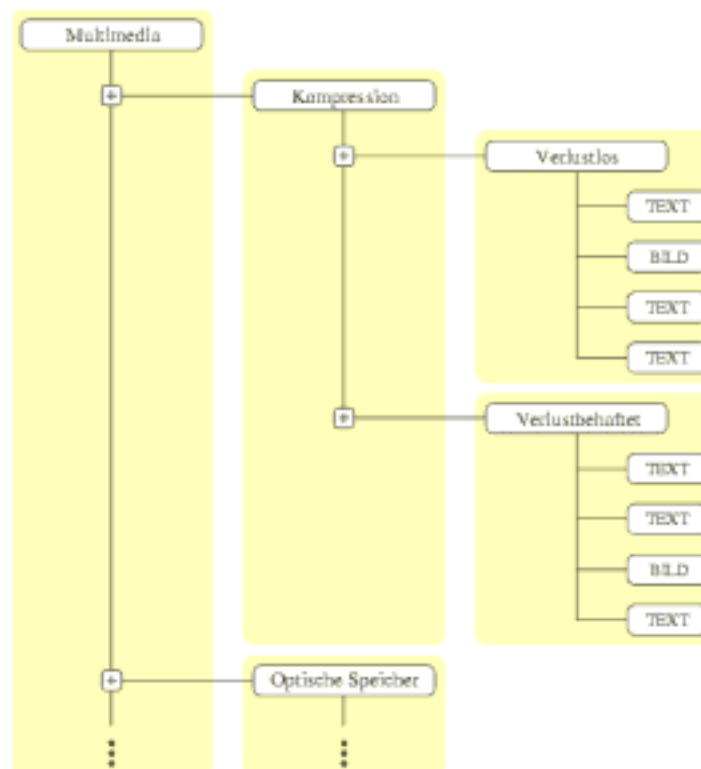 Multimedia
Kompression
Verlustlos
TEXT
BILD
TEXT
TEXT
Verlustbehaftet
TEXT
TEXT
BILD
TEXT
Optische Speicher